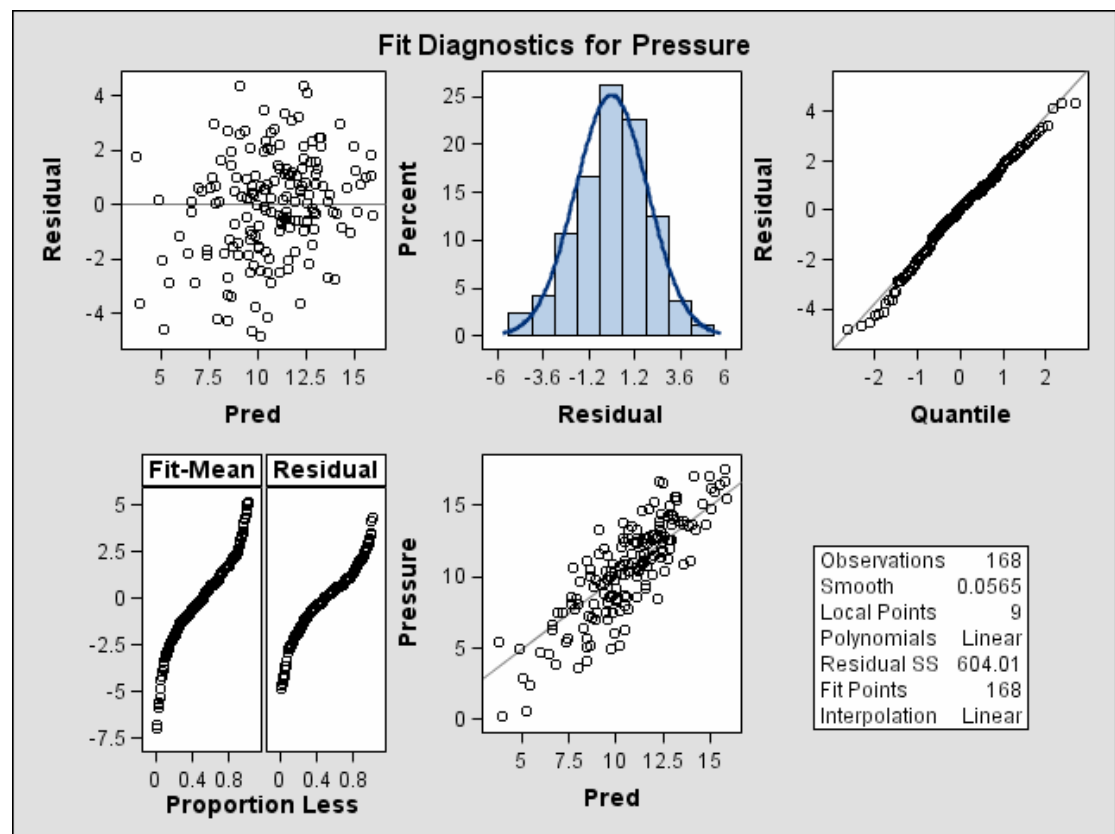 Fit Diagnostics for Pressure
Residual
4
2
0
-2
-4
5 7.5 10 12.5 15
Pred
Percent
25
20
15
10
5
0
-6 -3.6 -1.2 1.2 3.6 6
Residual
Residual
4
2
0
-2
-4
-2 -1 0 1 2
Quantile
Fit-Mean Residual
5
2.5
0
-2.5
-5
-7.5
0 0.4 0.8 0 0.4 0.8
Proportion Less
Pressure
15
10
5
0
5 7.5 10 12.5 15
Pred
Observations 168
Smooth 0.0565
Local Points 9
Polynomials Linear
Residual SS 604.01
Fit Points 168
Interpolation Linear